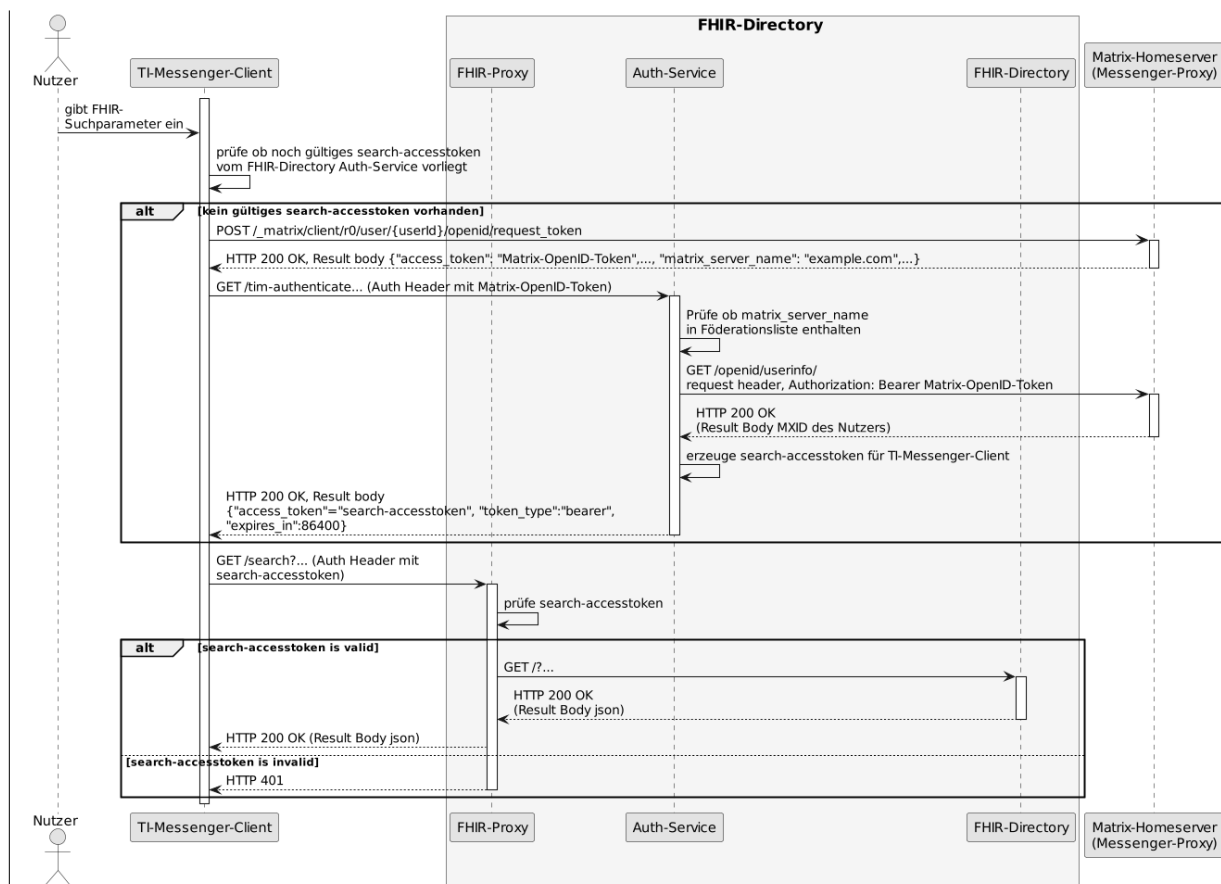 FHIR-Directory
Nutzer
TI-Messenger-Client
FHIR-Proxy
Auth-Service
FHIR-Directory
Matrix-Homeserver
(Messenger-Proxy)
gibt FHIR-
Suchparameter ein
prüfe ob noch gültiges search-accesstoken
vom FHIR-Directory Auth-Service vorliegt
alt
[kein gültiges search-accesstoken vorhanden]
POST /_matrix/client/r0/user/{userId}/openid/request_token
HTTP 200 OK, Result body {"access_token": "Matrix-OpenID-Token",..., "matrix_server_name": "example.com",...}
GET /tim-authenticate... (Auth Header mit Matrix-OpenID-Token)
Prüfe ob matrix_server_name
in Föderationsliste enthalten
GET /openid/userinfo/
request header, Authorization: Bearer Matrix-OpenID-Token
HTTP 200 OK
(Result Body MXID des Nutzers)
erzeuge search-accesstoken für TI-Messenger-Client
HTTP 200 OK, Result body
{"access_token"="search-accesstoken", "token_type":"bearer",
"expires_in":86400}
GET /search?... (Auth Header mit
search-accesstoken)
prüfe search-accesstoken
alt
[search-accesstoken is valid]
GET /?...
HTTP 200 OK
(Result Body json)
HTTP 200 OK (Result Body json)
[search-accesstoken is invalid]
HTTP 401
Nutzer
TI-Messenger-Client
FHIR-Proxy
Auth-Service
FHIR-Directory
Matrix-Homeserver
(Messenger-Proxy)